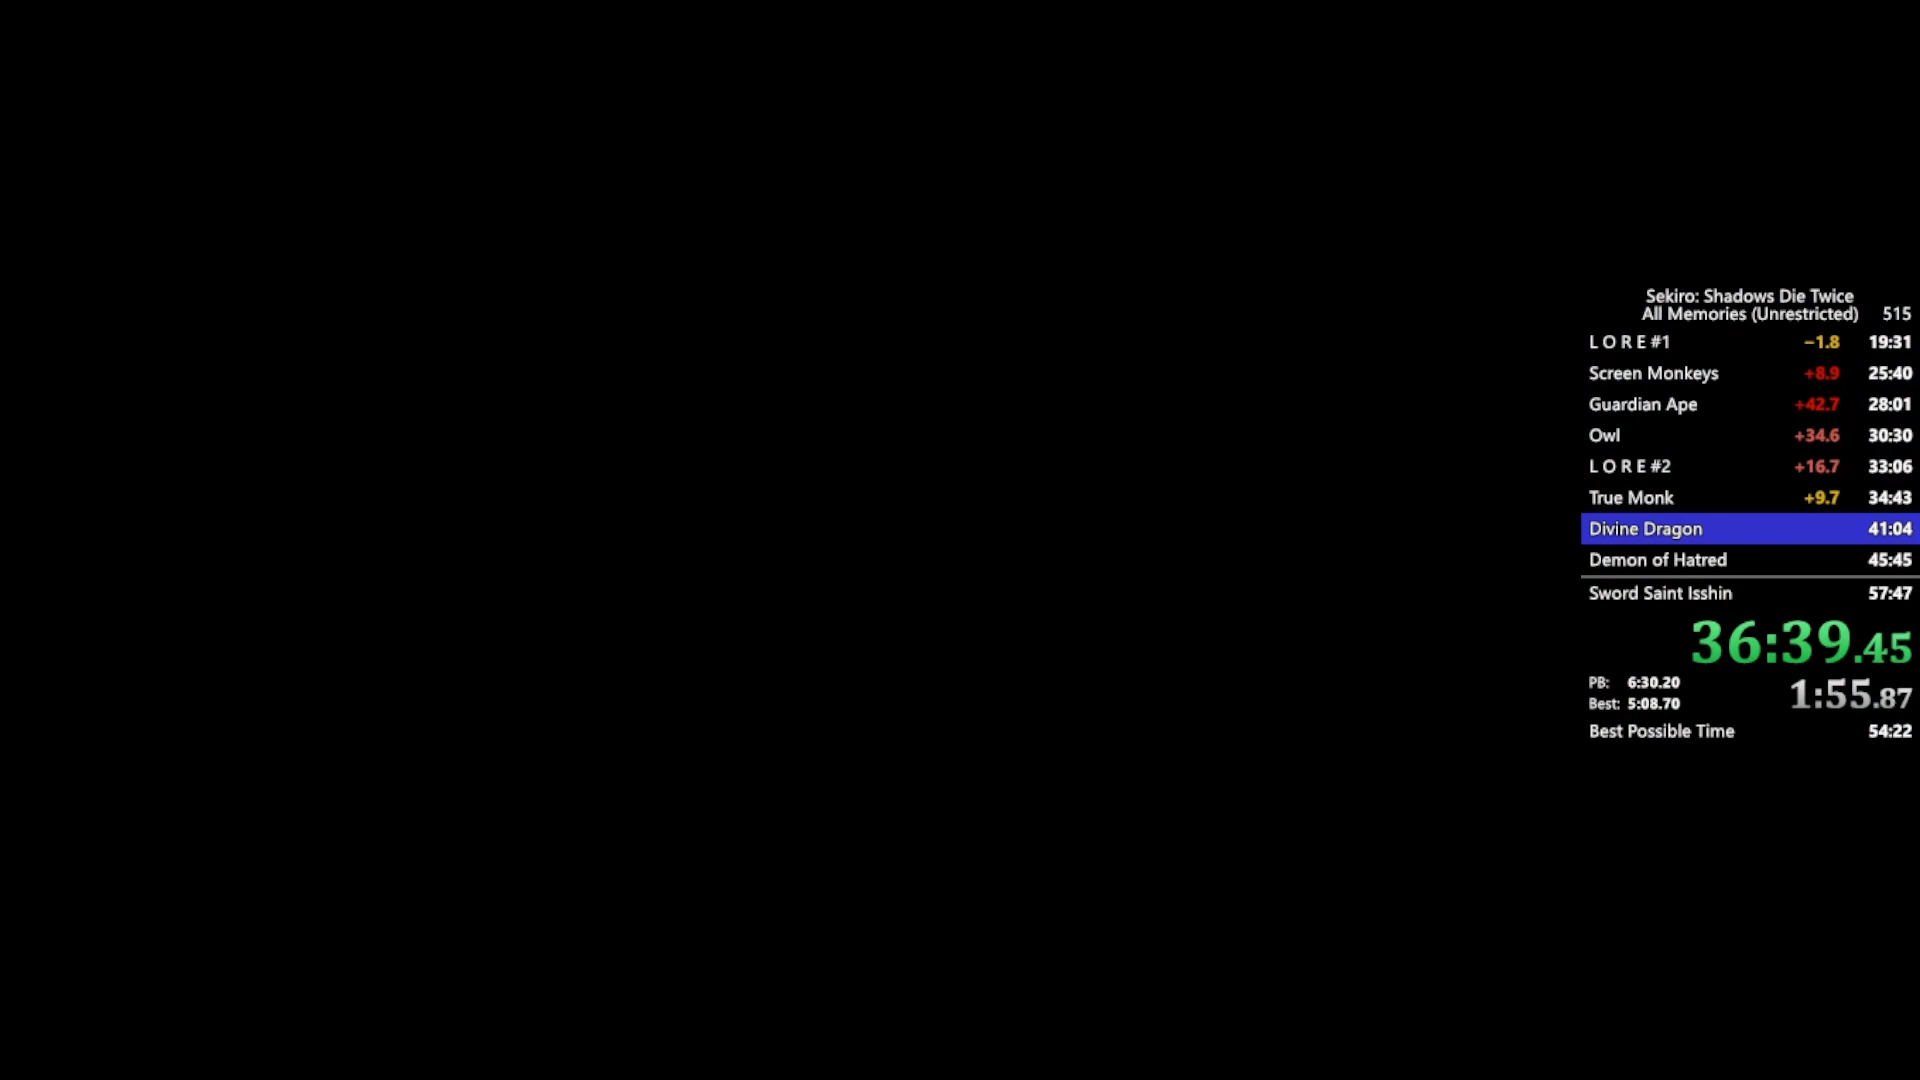 Sekiro: Shadows Die Twice
All Memories (Unrestricted) 515
L O R E #1 −1.8 19:31
Screen Monkeys +8.9 25:40
Guardian Ape +42.7 28:01
Owl +34.6 30:30
L O R E #2 +16.7 33:06
True Monk +9.7 34:43
Divine Dragon 41:04
Demon of Hatred 45:45
Sword Saint Isshin 57:47
36:39.45
PB: 6:30.20
Best: 5:08.70
1:55.87
Best Possible Time 54:22